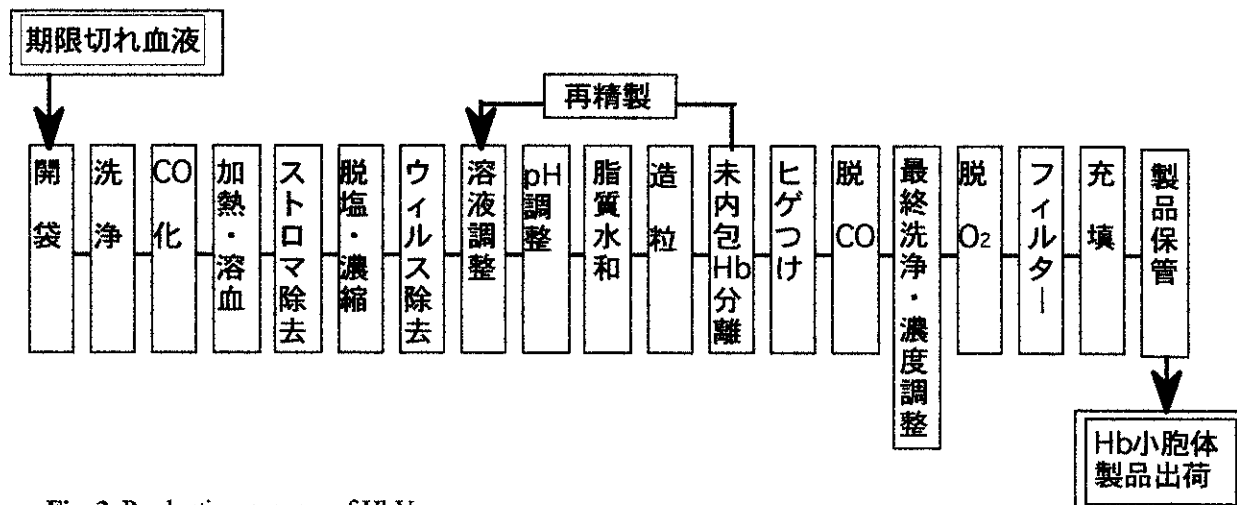 期限切れ血液
再精製
開袋
洗浄
CO化
加熱・溶血
ストロマ除去
脱塩・濃縮
ウィルス除去
溶液調整
pH調整
脂質水和
造粒
未内包Hb分離
ヒゲつけ
脱CO
最終洗浄・濃度調整
脱O₂
フィルター
充填
製品保管
Hb小胞体
製品出荷